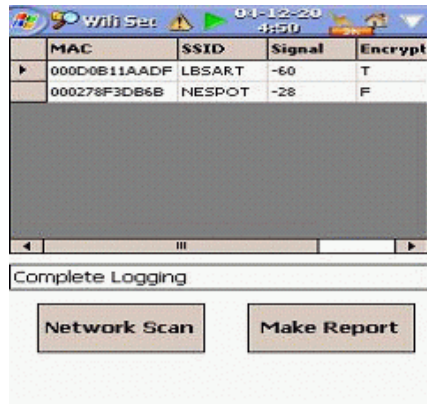 Wifi Sec 04-12-20
4:50
MAC SSID Signal Encrypt
000D0B11AADF LBSART -60 T
000278F3DB6B NESPOT -28 F
Complete Logging
Network Scan Make Report